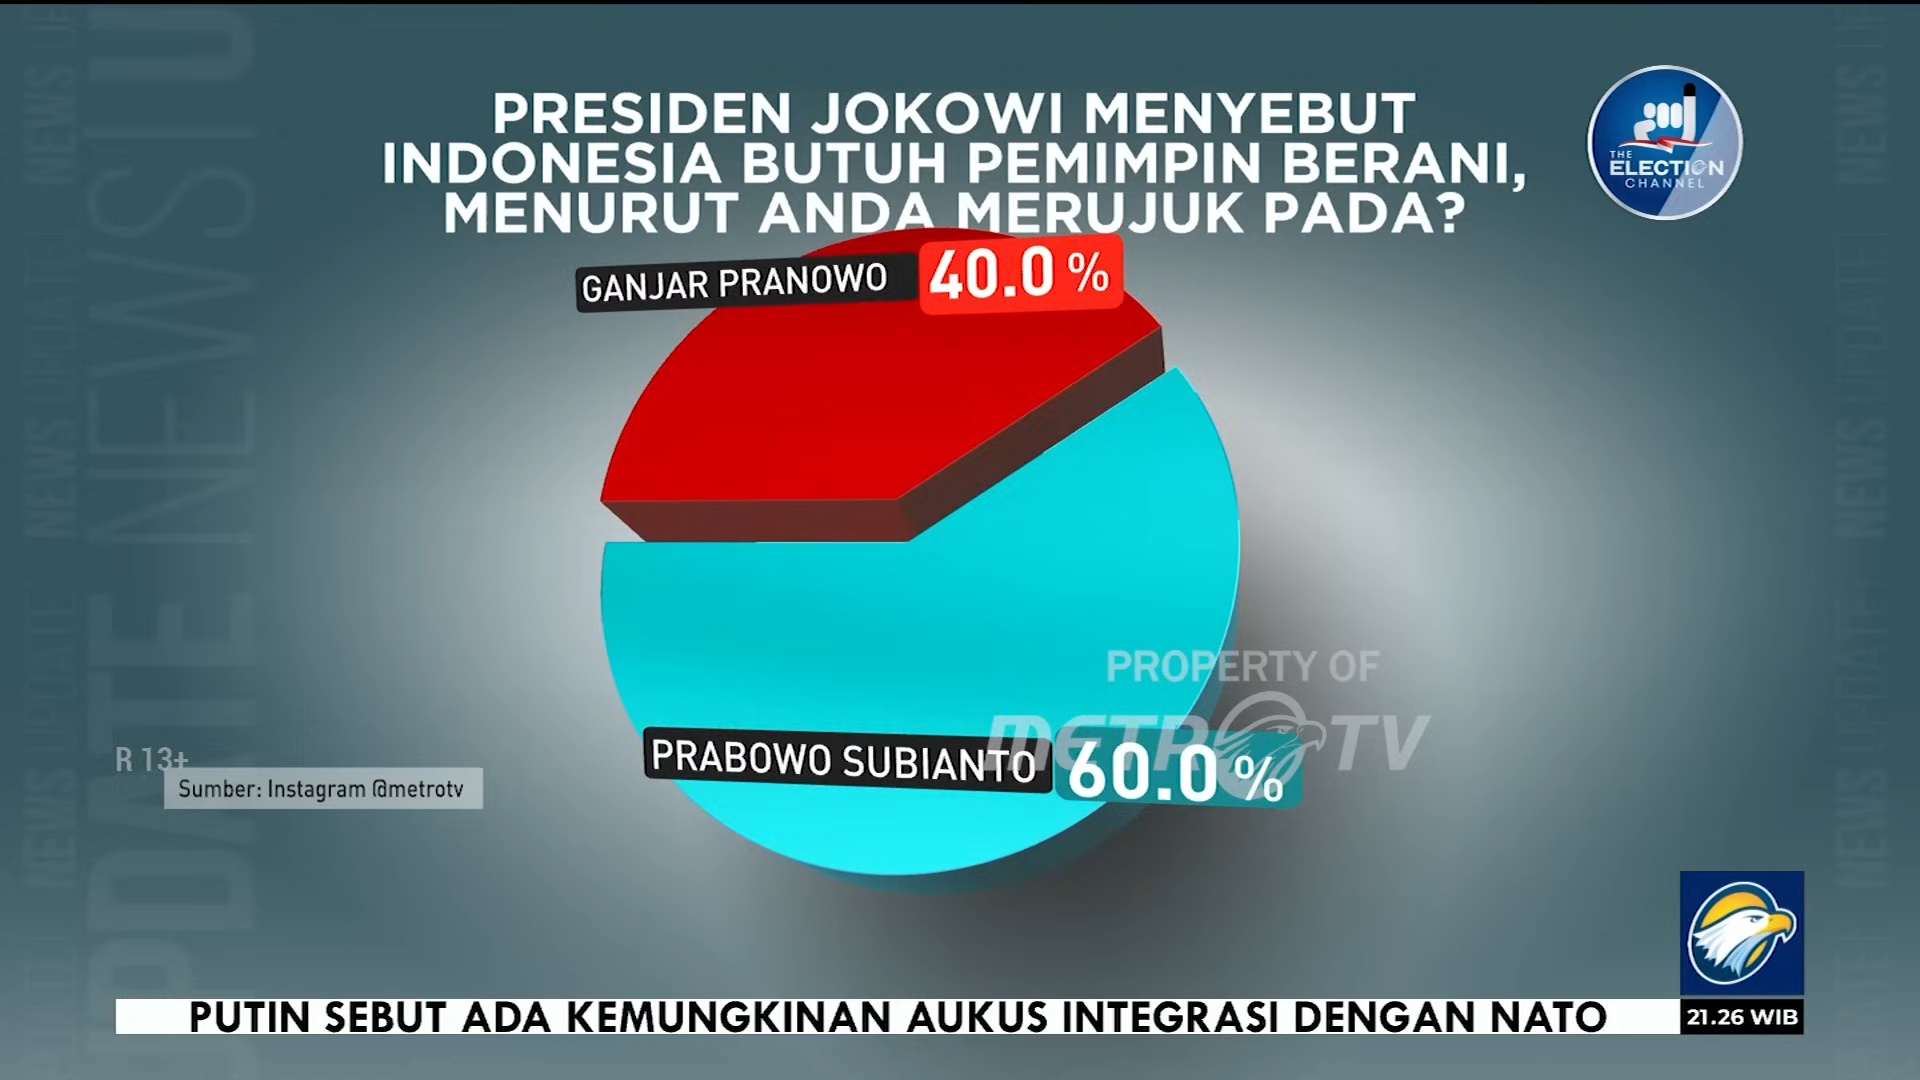 PRESIDEN JOKOWI MENYEBUT
INDONESIA BUTUH PEMIMPIN BERANI,
MENURUT ANDA MERUJUK PADA?
THE
ELECTION
CHANNEL
GANJAR PRANOWO 40.0 %
PROPERTY OF
METRO TV
PRABOWO SUBIANTO 60.0 %
R 13+
Sumber: Instagram @metrotv
PUTIN SEBUT ADA KEMUNGKINAN AUKUS INTEGRASI DENGAN NATO
21.26 WIB
NEWS UPDATE